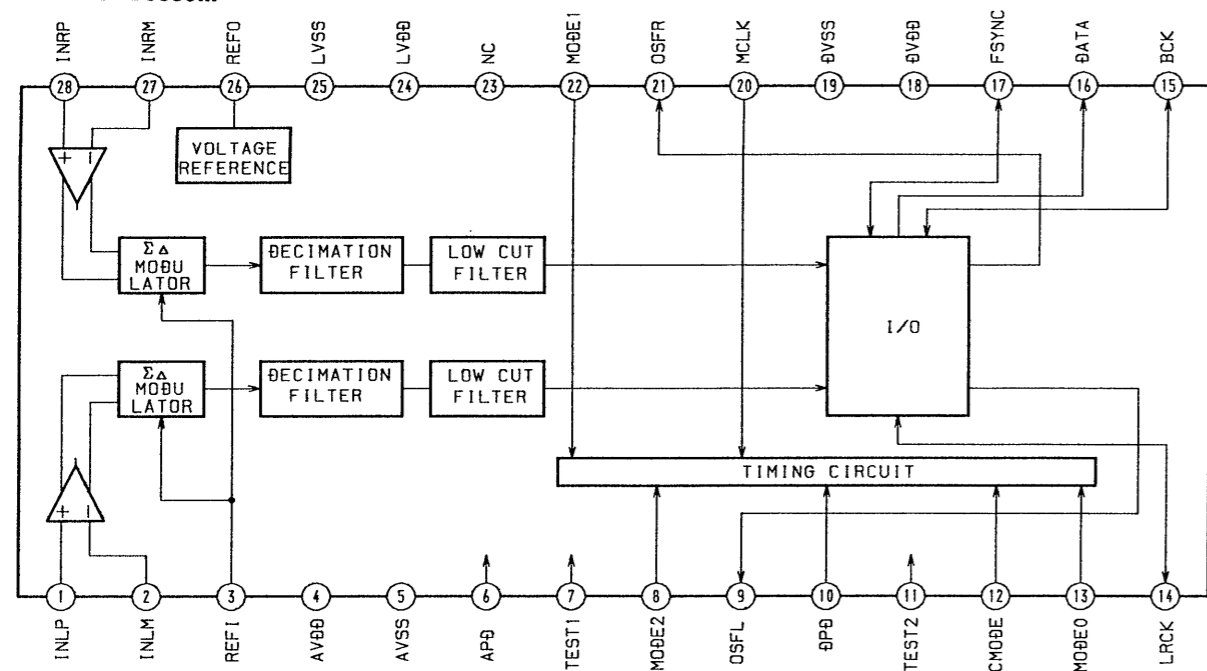 INRP
INRM
REFO
LVSS
LVDD
NC
MODE1
OSFR
MCLK
DVSS
DVDD
FSYNC
DATA
BCK
28 27 26 25 24 23 22 21 20 19 18 17 16 15
+ −
VOLTAGE
REFERENCE
ΣΔ
MODU
LATOR
DECIMATION
FILTER
LOW CUT
FILTER
I/O
ΣΔ
MODU
LATOR
DECIMATION
FILTER
LOW CUT
FILTER
TIMING CIRCUIT
+ −
1 2 3 4 5 6 7 8 9 10 11 12 13 14
INLP
INLM
REFI
AVDD
AVSS
APD
TEST1
MODE2
OSFL
DPD
TEST2
CMODE
MODE0
LRCK